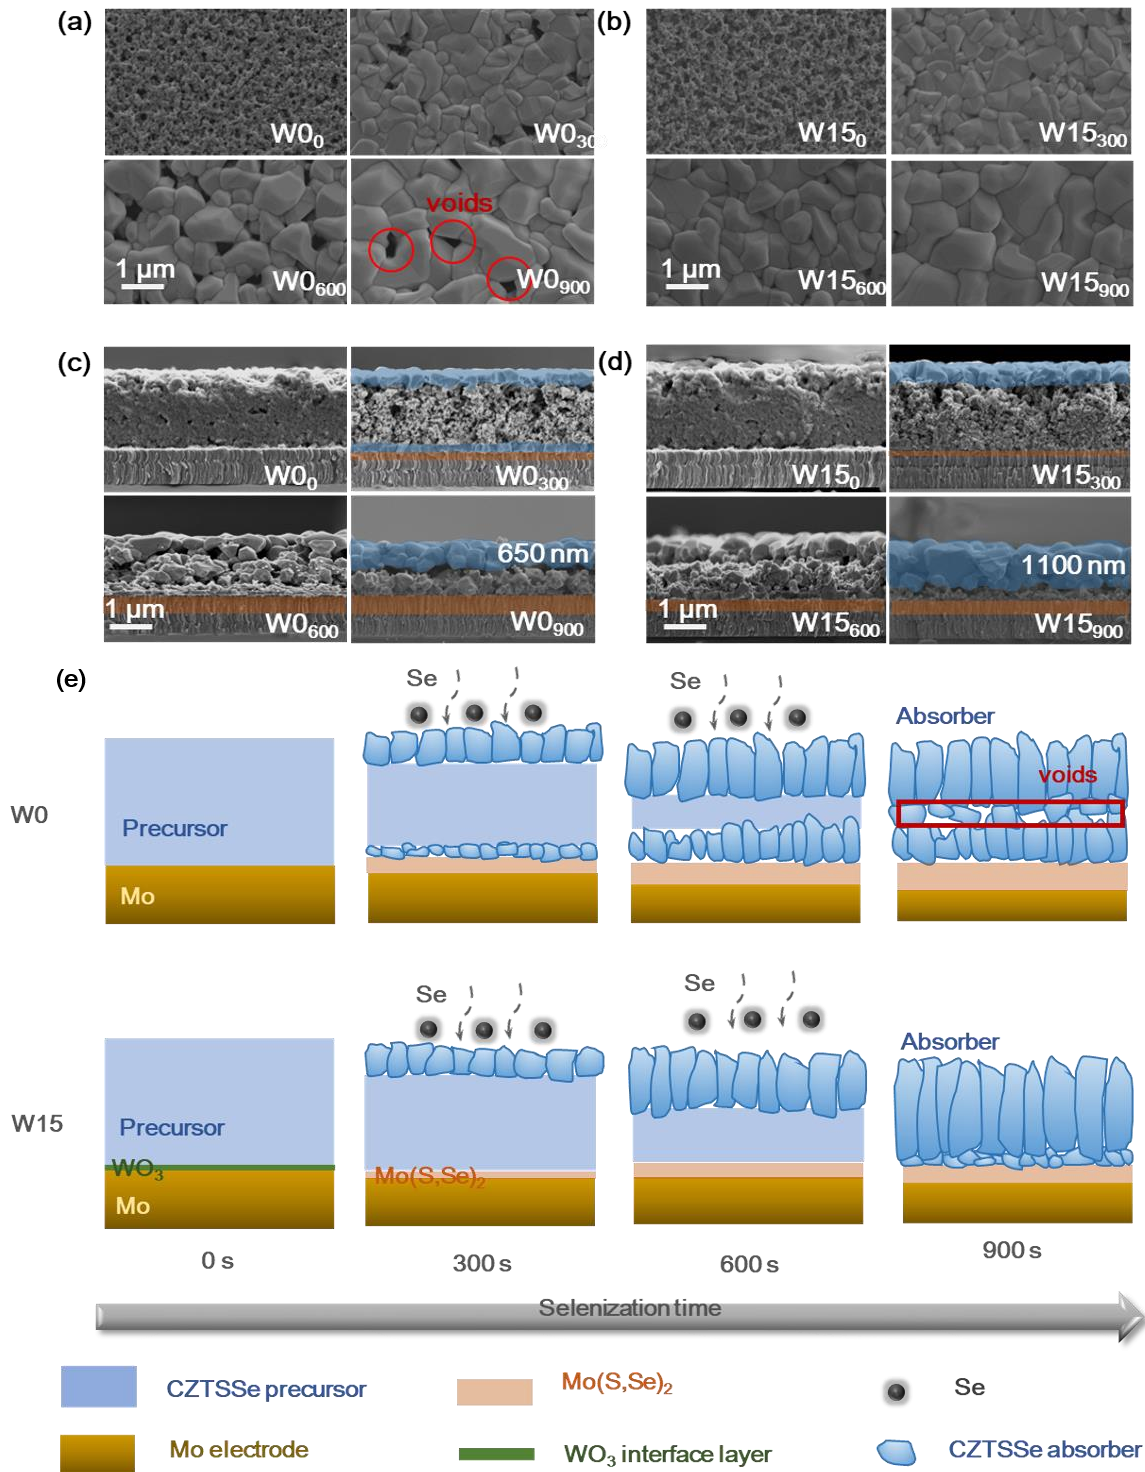 (a)
W0₀
W0₃₀₀
voids
1 μm
W0₆₀₀
W0₉₀₀
(b)
W15₀
W15₃₀₀
1 μm
W15₆₀₀
W15₉₀₀
(c)
W0₀
W0₃₀₀
650 nm
1 μm
W0₆₀₀
W0₉₀₀
(d)
W15₀
W15₃₀₀
1100 nm
1 μm
W15₆₀₀
W15₉₀₀
(e)
Se
Se
Absorber
voids
W0
Precursor
Mo
Se
Se
Absorber
W15
Precursor
WO₃
Mo(S,Se)₂
Mo
0 s
300 s
600 s
900 s
Selenization time
CZTSSe precursor
Mo(S,Se)₂
Se
Mo electrode
WO₃ interface layer
CZTSSe absorber